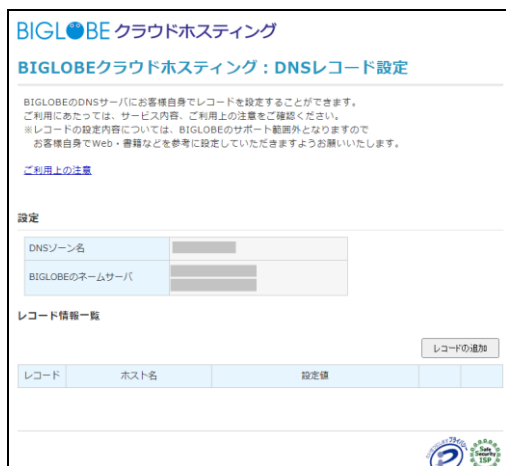 BIGLOBE クラウドホスティング
BIGLOBEクラウドホスティング：DNSレコード設定
BIGLOBEのDNSサーバにお客様自身でレコードを設定することができます。
ご利用にあたっては、サービス内容、ご利用上の注意をご確認ください。
※レコードの設定内容については、BIGLOBEのサポート範囲外となりますので
お客様自身でWeb・書籍などを参考に設定していただきますようお願いいたします。
ご利用上の注意
設定
DNSゾーン名
BIGLOBEのネームサーバ
レコード情報一覧
レコードの追加
レコード ホスト名 設定値
Safe
Security
ISP